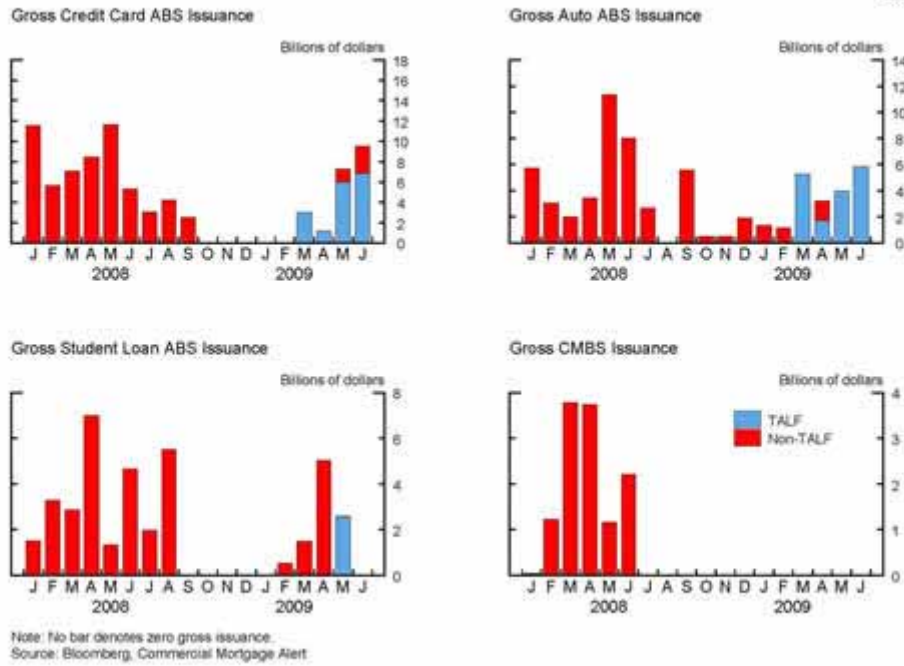 Gross Credit Card ABS Issuance
Billions of dollars
18
16
14
12
10
8
6
4
2
0
J F M A M J J A S O N D J F M A M J
2008 2009
Gross Auto ABS Issuance
Billions of dollars
14
12
10
8
6
4
2
0
J F M A M J J A S O N D J F M A M J
2008 2009
Gross Student Loan ABS Issuance
Billions of dollars
8
6
4
2
0
J F M A M J J A S O N D J F M A M J
2008 2009
Gross CMBS Issuance
Billions of dollars
4
3
2
1
0
TALF
Non-TALF
J F M A M J J A S O N D J F M A M J
2008 2009
Note: No bar denotes zero gross issuance.
Source: Bloomberg, Commercial Mortgage Alert